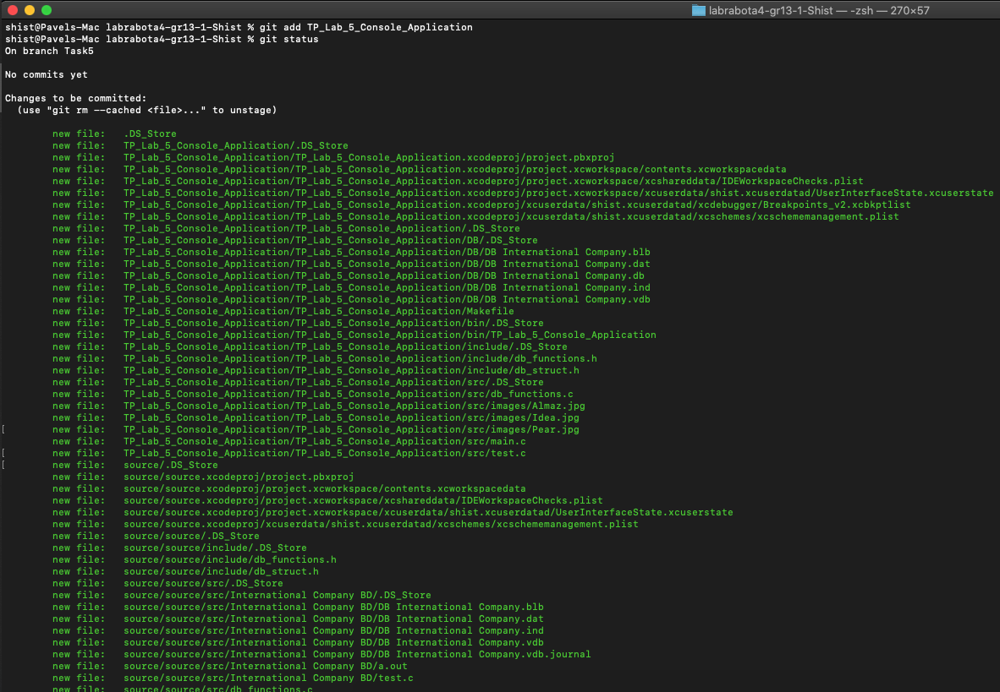 labrabota4-gr13-1-Shist — -zsh — 270×57
shist@Pavels-Mac labrabota4-gr13-1-Shist % git add TP_Lab_5_Console_Application
shist@Pavels-Mac labrabota4-gr13-1-Shist % git status
On branch Task5
No commits yet
Changes to be committed:
(use "git rm --cached <file>..." to unstage)
new file: .DS_Store
new file: TP_Lab_5_Console_Application/.DS_Store
new file: TP_Lab_5_Console_Application/TP_Lab_5_Console_Application.xcodeproj/project.pbxproj
new file: TP_Lab_5_Console_Application/TP_Lab_5_Console_Application.xcodeproj/project.xcworkspace/contents.xcworkspacedata
new file: TP_Lab_5_Console_Application/TP_Lab_5_Console_Application.xcodeproj/project.xcworkspace/xcshareddata/IDEWorkspaceChecks.plist
new file: TP_Lab_5_Console_Application/TP_Lab_5_Console_Application.xcodeproj/project.xcworkspace/xcuserdata/shist.xcuserdatad/UserInterfaceState.xcuserstate
new file: TP_Lab_5_Console_Application/TP_Lab_5_Console_Application.xcodeproj/xcuserdata/shist.xcuserdatad/xcdebugger/Breakpoints_v2.xcbkptlist
new file: TP_Lab_5_Console_Application/TP_Lab_5_Console_Application.xcodeproj/xcuserdata/shist.xcuserdatad/xcschemes/xcschememanagement.plist
new file: TP_Lab_5_Console_Application/TP_Lab_5_Console_Application/.DS_Store
new file: TP_Lab_5_Console_Application/TP_Lab_5_Console_Application/DB/.DS_Store
new file: TP_Lab_5_Console_Application/TP_Lab_5_Console_Application/DB/DB International Company.blb
new file: TP_Lab_5_Console_Application/TP_Lab_5_Console_Application/DB/DB International Company.dat
new file: TP_Lab_5_Console_Application/TP_Lab_5_Console_Application/DB/DB International Company.db
new file: TP_Lab_5_Console_Application/TP_Lab_5_Console_Application/DB/DB International Company.ind
new file: TP_Lab_5_Console_Application/TP_Lab_5_Console_Application/DB/DB International Company.vdb
new file: TP_Lab_5_Console_Application/TP_Lab_5_Console_Application/Makefile
new file: TP_Lab_5_Console_Application/TP_Lab_5_Console_Application/bin/.DS_Store
new file: TP_Lab_5_Console_Application/TP_Lab_5_Console_Application/bin/TP_Lab_5_Console_Application
new file: TP_Lab_5_Console_Application/TP_Lab_5_Console_Application/include/.DS_Store
new file: TP_Lab_5_Console_Application/TP_Lab_5_Console_Application/include/db_functions.h
new file: TP_Lab_5_Console_Application/TP_Lab_5_Console_Application/include/db_struct.h
new file: TP_Lab_5_Console_Application/TP_Lab_5_Console_Application/src/.DS_Store
new file: TP_Lab_5_Console_Application/TP_Lab_5_Console_Application/src/db_functions.c
new file: TP_Lab_5_Console_Application/TP_Lab_5_Console_Application/src/images/Almaz.jpg
new file: TP_Lab_5_Console_Application/TP_Lab_5_Console_Application/src/images/Idea.jpg
[ new file: TP_Lab_5_Console_Application/TP_Lab_5_Console_Application/src/images/Pear.jpg
new file: TP_Lab_5_Console_Application/TP_Lab_5_Console_Application/src/main.c
[ new file: TP_Lab_5_Console_Application/TP_Lab_5_Console_Application/src/test.c
[ new file: source/.DS_Store
new file: source/source.xcodeproj/project.pbxproj
new file: source/source.xcodeproj/project.xcworkspace/contents.xcworkspacedata
new file: source/source.xcodeproj/project.xcworkspace/xcshareddata/IDEWorkspaceChecks.plist
new file: source/source.xcodeproj/project.xcworkspace/xcuserdata/shist.xcuserdatad/UserInterfaceState.xcuserstate
new file: source/source.xcodeproj/xcuserdata/shist.xcuserdatad/xcschemes/xcschememanagement.plist
new file: source/source/.DS_Store
new file: source/source/include/.DS_Store
new file: source/source/include/db_functions.h
new file: source/source/include/db_struct.h
new file: source/source/src/.DS_Store
new file: source/source/src/International Company BD/.DS_Store
new file: source/source/src/International Company BD/DB International Company.blb
new file: source/source/src/International Company BD/DB International Company.dat
new file: source/source/src/International Company BD/DB International Company.ind
new file: source/source/src/International Company BD/DB International Company.vdb
new file: source/source/src/International Company BD/DB International Company.vdb.journal
new file: source/source/src/International Company BD/a.out
new file: source/source/src/International Company BD/test.c
new file: source/source/src/db_functions.c